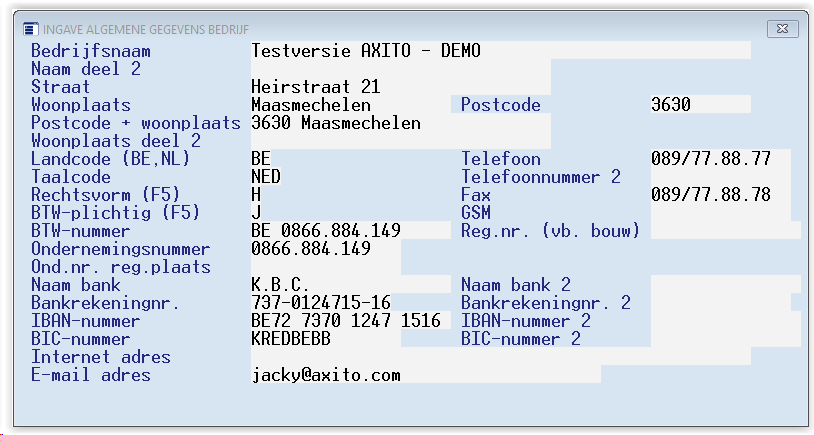 INGAVE ALGEMENE GEGEVENS BEDRIJF
Bedrijfsnaam Testversie AXITO - DEMO
Naam deel 2
Straat Heirstraat 21
Woonplaats Maasmechelen Postcode 3630
Postcode + woonplaats 3630 Maasmechelen
Woonplaats deel 2
Landcode (BE,NL) BE Telefoon 089/77.88.77
Taalcode NED Telefoonnummer 2
Rechtsvorm (F5) H Fax 089/77.88.78
BTW-plichtig (F5) J GSM
BTW-nummer BE 0866.884.149 Reg.nr. (vb. bouw)
Ondernemingsnummer 0866.884.149
Ond.nr. reg.plaats
Naam bank K.B.C. Naam bank 2
Bankrekeningnr. 737-0124715-16 Bankrekeningnr. 2
IBAN-nummer BE72 7370 1247 1516 IBAN-nummer 2
BIC-nummer KREDBEBB BIC-nummer 2
Internet adres
E-mail adres jacky@axito.com